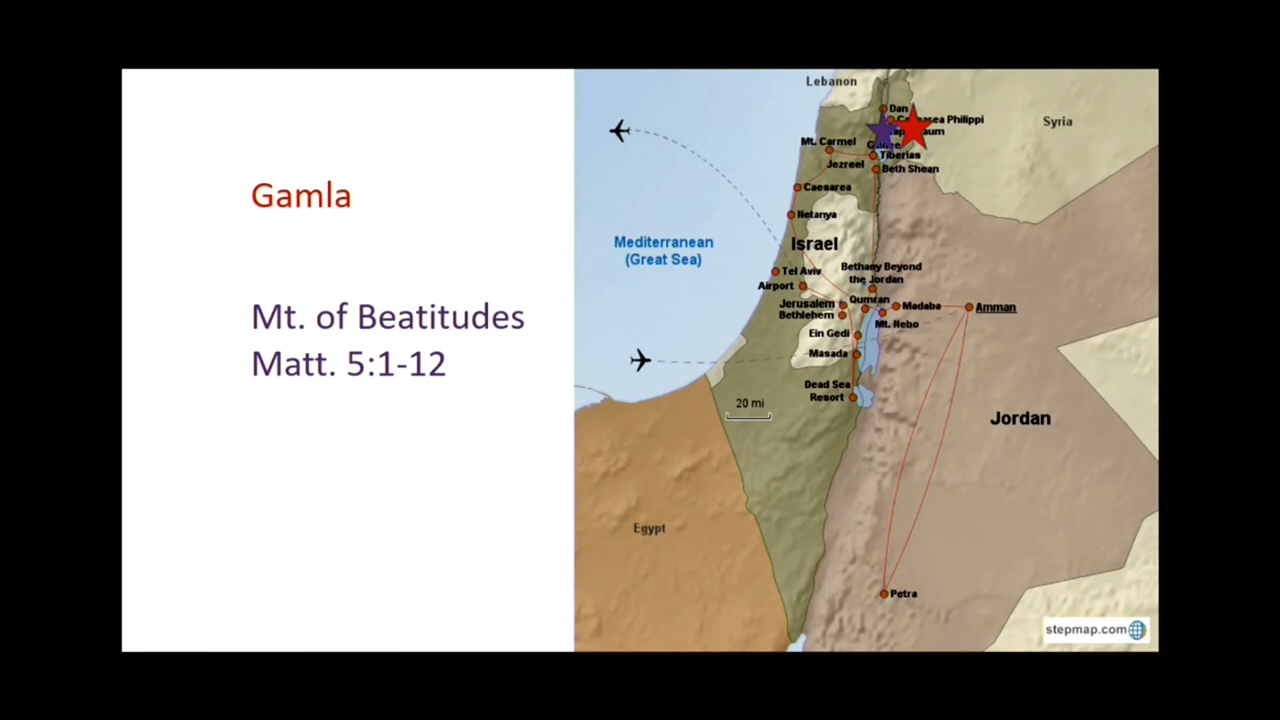 Gamla
Mt. of Beatitudes
Matt. 5:1-12
Lebanon
Dan
Philippi
Syria
Mt. Carmel
Tiberias
Jezreel
Beth Shean
Caesarea
Netanya
Mediterranean
(Great Sea)
Israel
Bethany Beyond
the Jordan
Tel Aviv
Airport
Qumran
Jerusalem
Madaba
Amman
Bethlehem
Mt. Nebo
Ein Gedi
Masada
Dead Sea
Resort
20 mi
Jordan
Egypt
Petra
stepmap.com